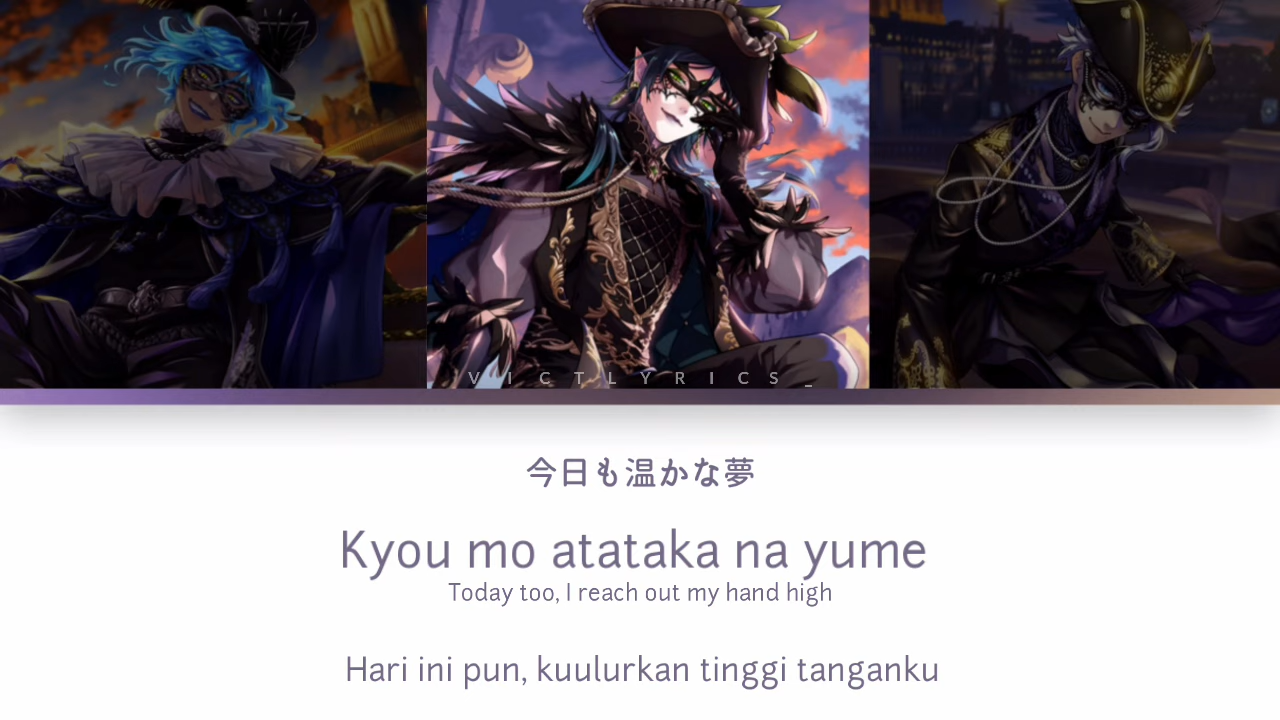 VICTLYRICS_
今日も温かな夢
Kyou mo atataka na yume
Today too, I reach out my hand high
Hari ini pun, kuulurkan tinggi tanganku